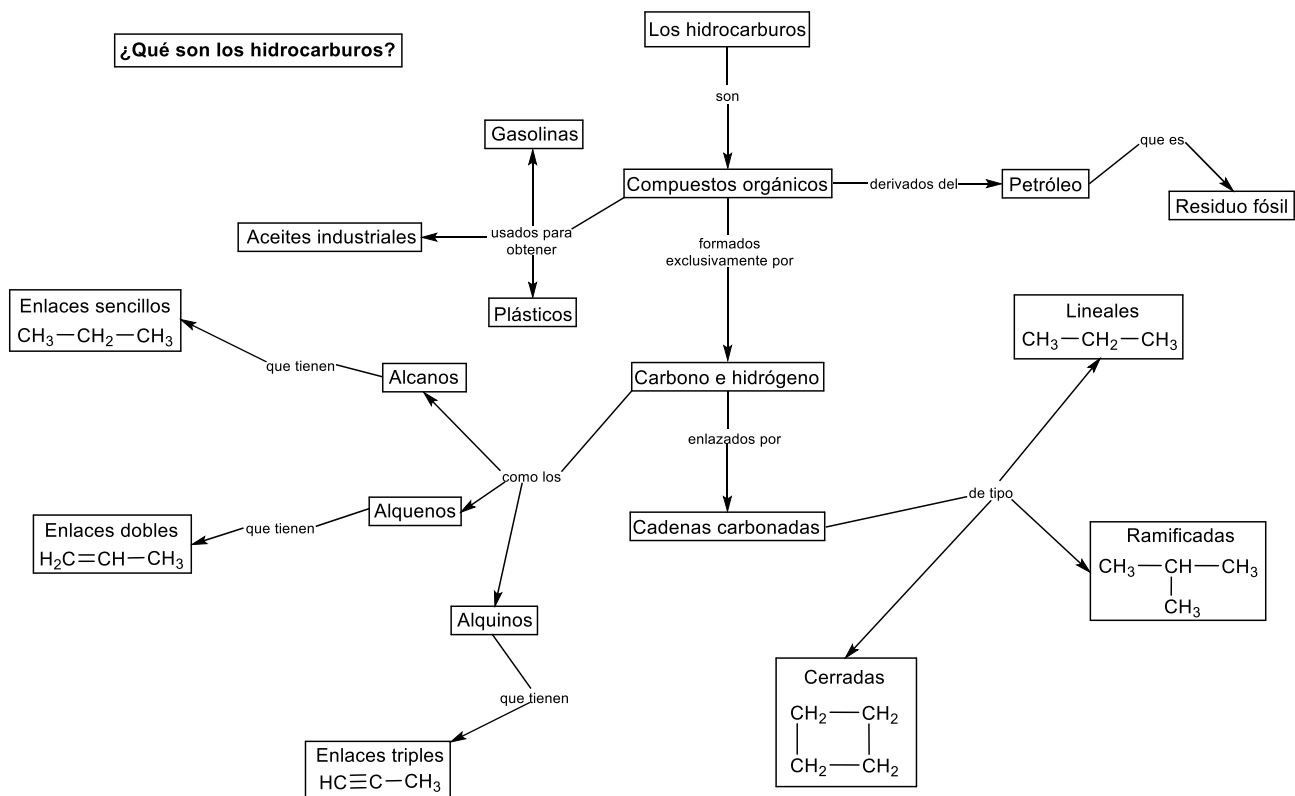 Los hidrocarburos
¿Qué son los hidrocarburos?
son
Gasolinas
Compuestos orgánicos
derivados del
Petróleo
que es
Residuo fósil
usados para
obtener
Aceites industriales
Plásticos
formados
exclusivamente por
Carbono e hidrógeno
como los
Alcanos
que tienen
Enlaces sencillos
CH₃—CH₂—CH₃
Alquenos
que tienen
Enlaces dobles
H₂C=CH—CH₃
Alquinos
que tienen
Enlaces triples
HC≡C—CH₃
enlazados por
Cadenas carbonadas
de tipo
Lineales
CH₃—CH₂—CH₃
Ramificadas
CH₃—CH—CH₃
CH₃
Cerradas
CH₂—CH₂
CH₂—CH₂